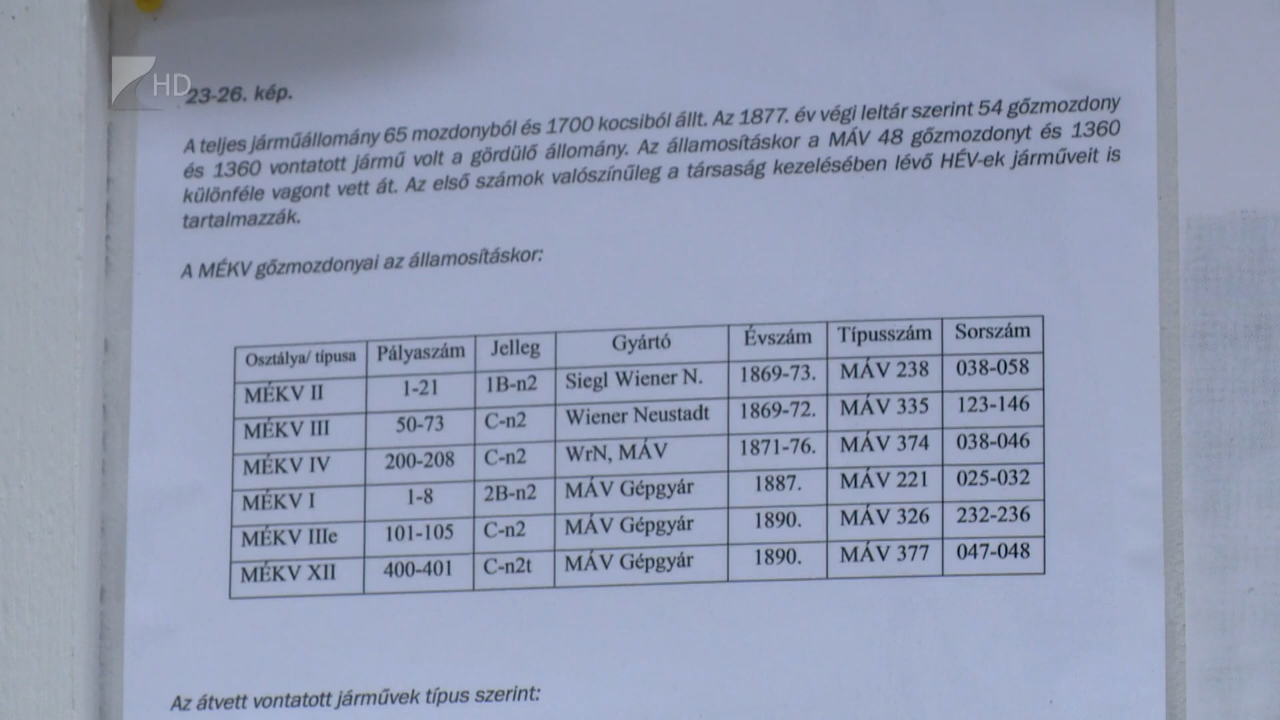 HD
23-26. kép.
A teljes járműállomány 65 mozdonyból és 1700 kocsiból állt. Az 1877. év végi leltár szerint 54 gőzmozdony
és 1360 vontatott jármű volt a gördülő állomány. Az államosításkor a MÁV 48 gőzmozdonyt és 1360
különféle vagont vett át. Az első számok valószínűleg a társaság kezelésében lévő HÉV-ek járműveit is
tartalmazzák.
A MÉKV gőzmozdonyai az államosításkor:
Osztálya/ típusa Pályaszám Jelleg Gyártó Évszám Típusszám Sorszám
MÉKV II 1-21 1B-n2 Siegl Wiener N. 1869-73. MÁV 238 038-058
MÉKV III 50-73 C-n2 Wiener Neustadt 1869-72. MÁV 335 123-146
MÉKV IV 200-208 C-n2 WrN, MÁV 1871-76. MÁV 374 038-046
MÉKV I 1-8 2B-n2 MÁV Gépgyár 1887. MÁV 221 025-032
MÉKV IIIe 101-105 C-n2 MÁV Gépgyár 1890. MÁV 326 232-236
MÉKV XII 400-401 C-n2t MÁV Gépgyár 1890. MÁV 377 047-048
Az átvett vontatott járművek típus szerint: